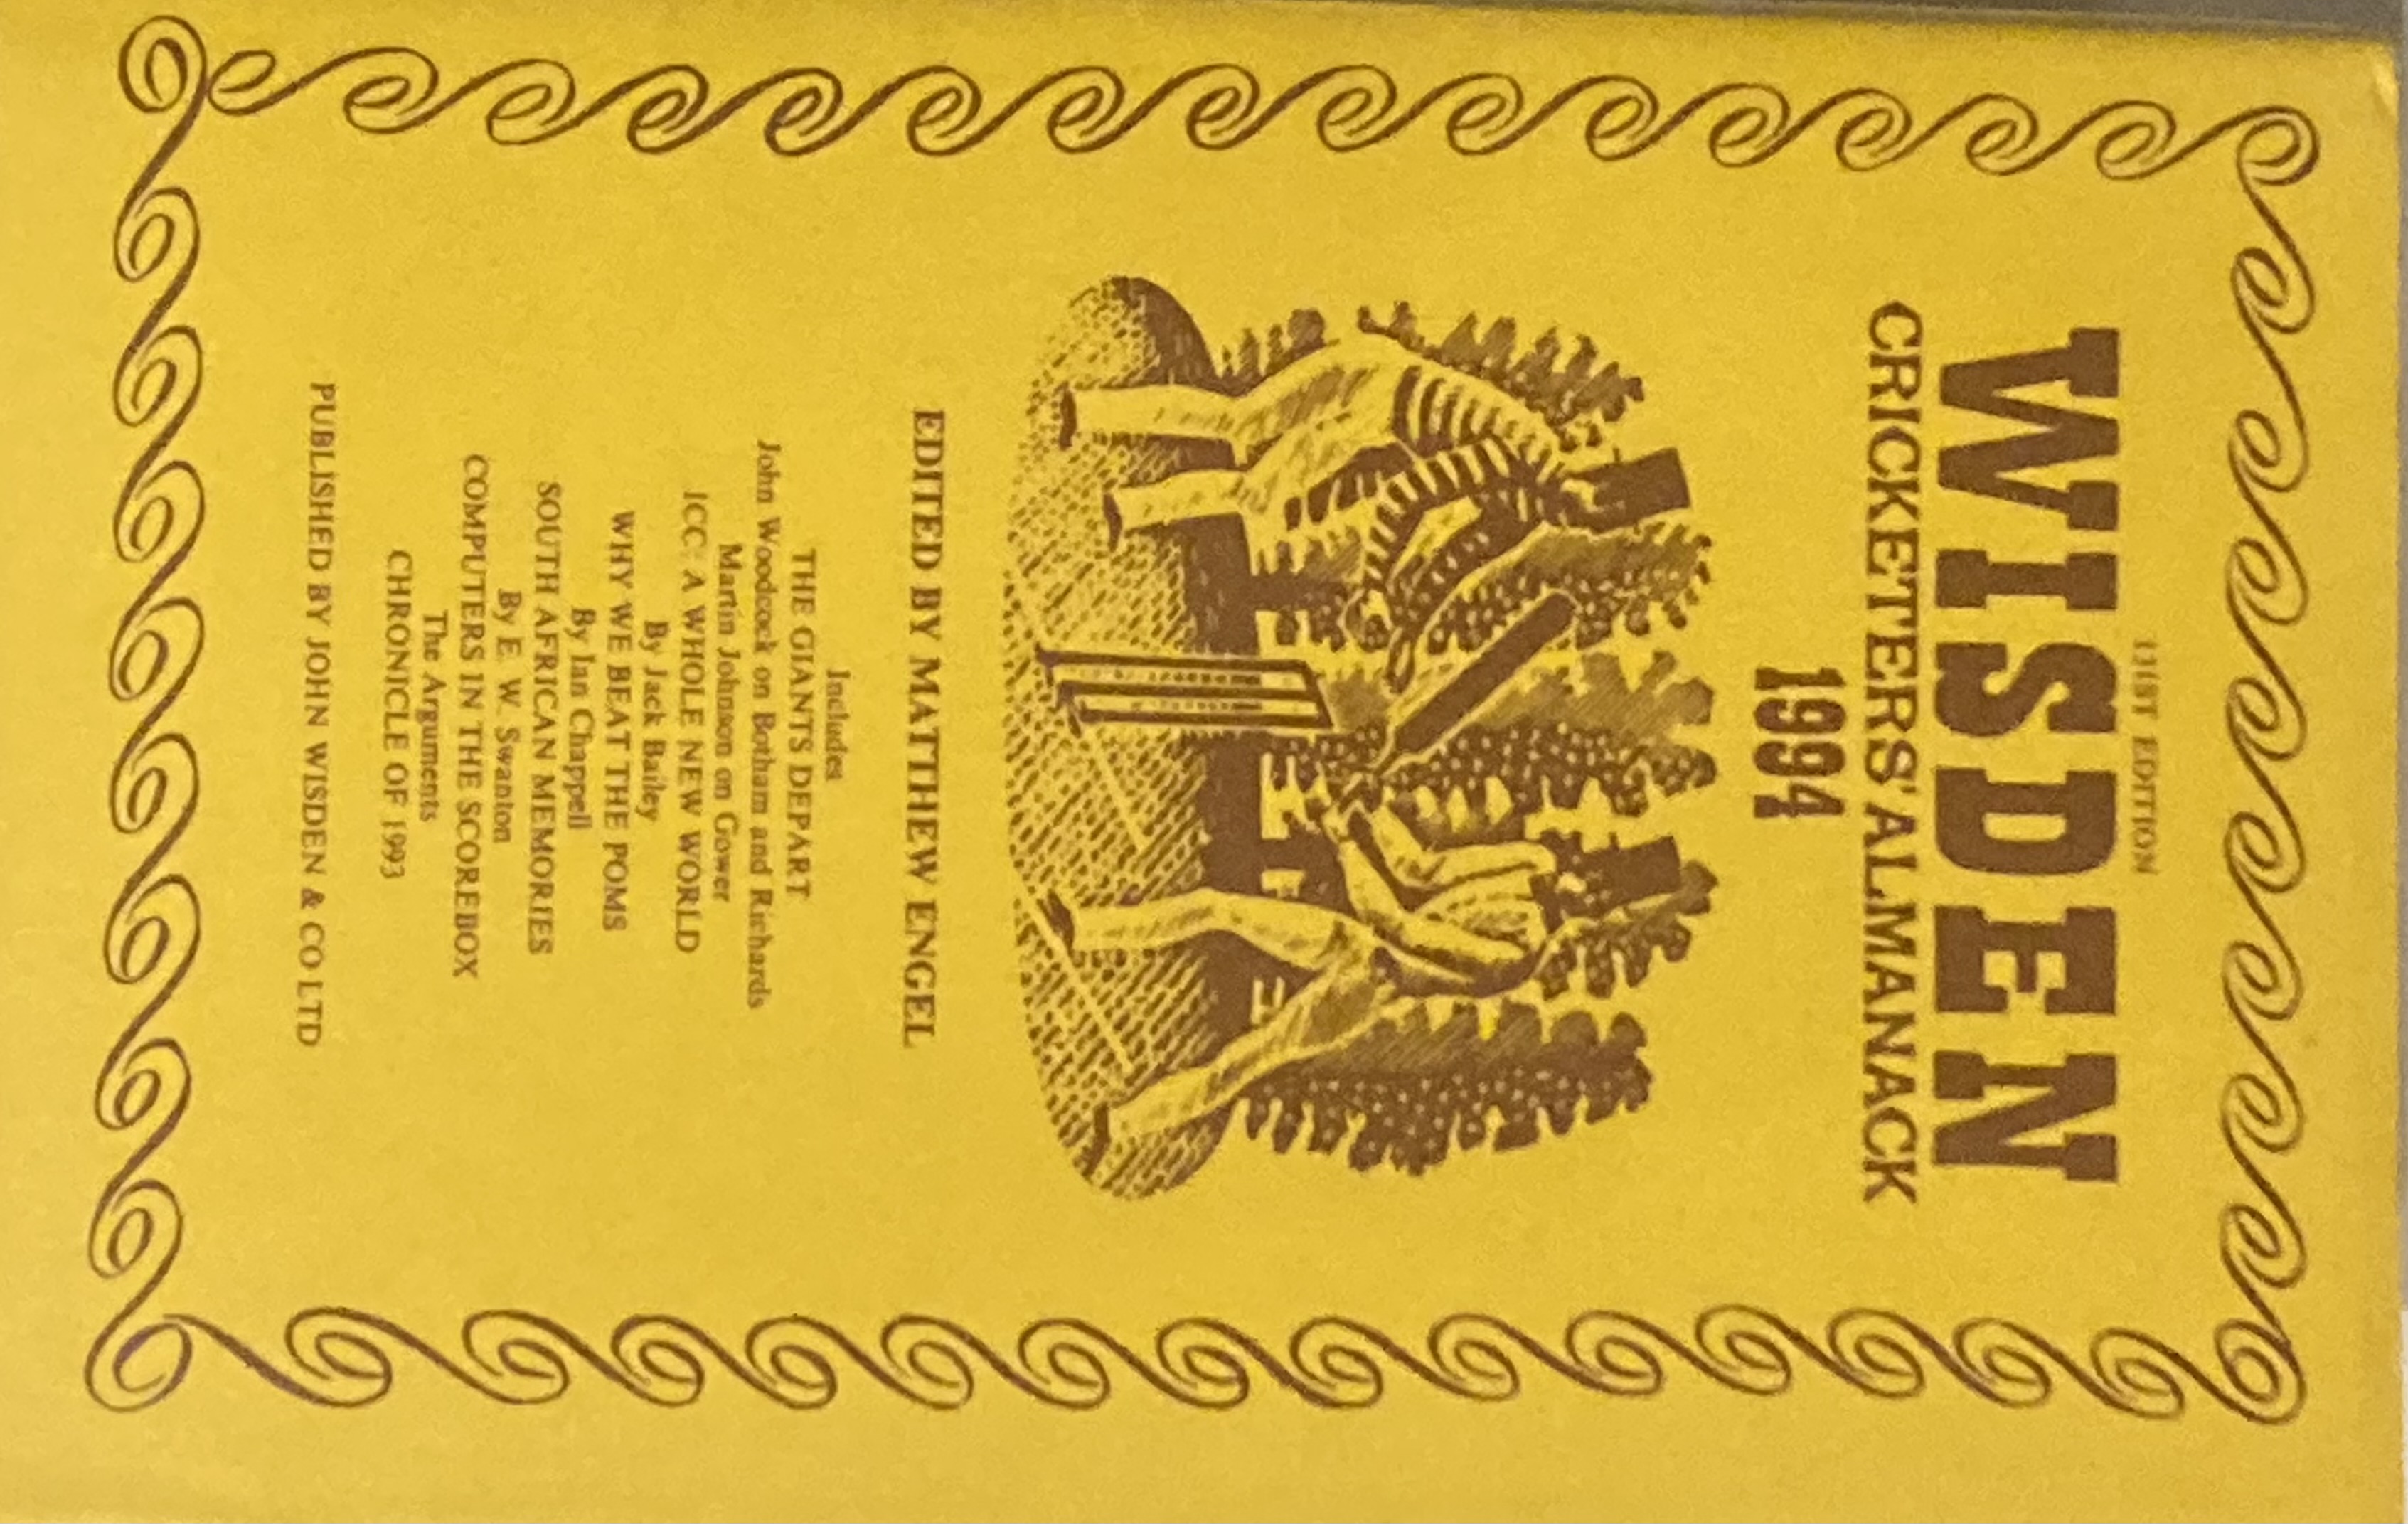 131ST EDITION
WISDEN
CRICKETERS' ALMANACK
1994
EDITED BY MATTHEW ENGEL
Includes
THE GIANTS DEPART
John Woodcock on Botham and Richards
Martin Johnson on Gower
ICC: A WHOLE NEW WORLD
By Jack Bailey
WHY WE BEAT THE POMS
By Ian Chappell
SOUTH AFRICAN MEMORIES
By E. W. Swanton
COMPUTERS IN THE SCOREBOX
The Arguments
CHRONICLE OF 1993
PUBLISHED BY JOHN WISDEN & CO LTD